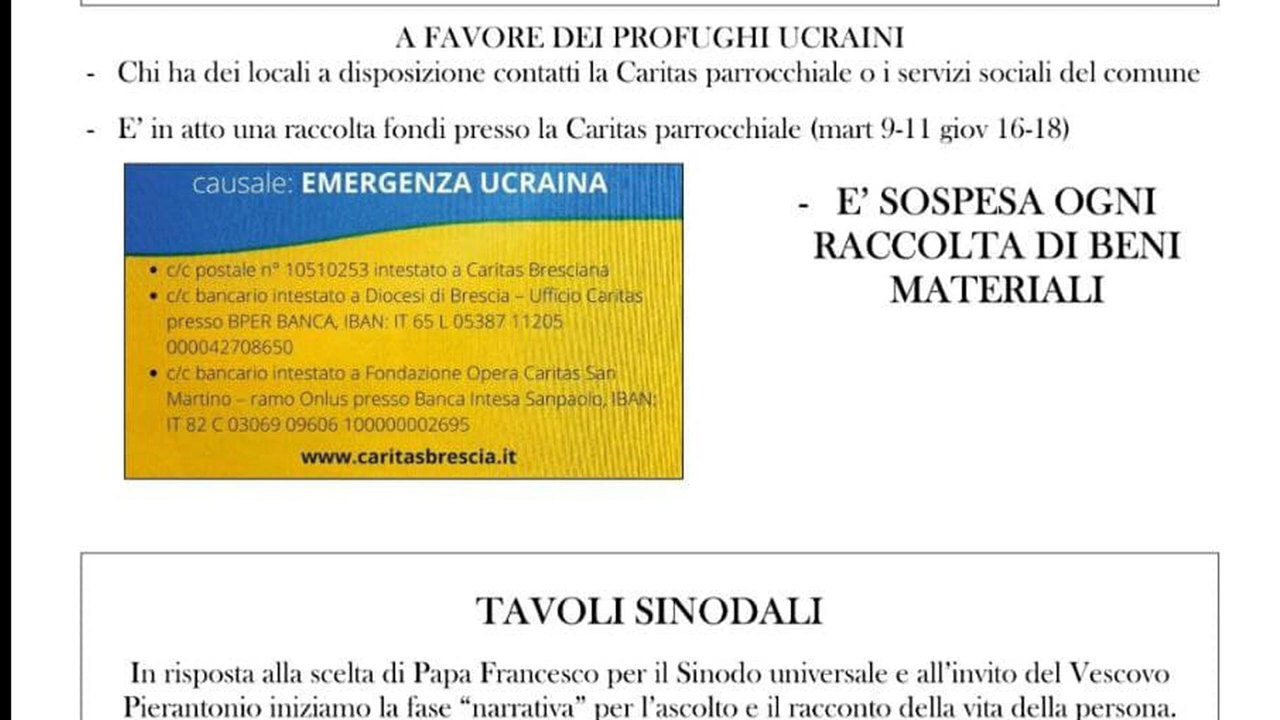 A FAVORE DEI PROFUGHI UCRAINI
- Chi ha dei locali a disposizione contatti la Caritas parrocchiale o i servizi sociali del comune
- E’ in atto una raccolta fondi presso la Caritas parrocchiale (mart 9-11 giov 16-18)
causale: EMERGENZA UCRAINA
• c/c postale n° 10510253 intestato a Caritas Bresciana
• c/c bancario intestato a Diocesi di Brescia – Ufficio Caritas
presso BPER BANCA, IBAN: IT 65 L 05387 11205
000042708650
• c/c bancario intestato a Fondazione Opera Caritas San
Martino – ramo Onlus presso Banca Intesa Sanpaolo, IBAN:
IT 82 C 03069 09606 100000002695
www.caritasbrescia.it
- E’ SOSPESA OGNI
RACCOLTA DI BENI
MATERIALI
TAVOLI SINODALI
In risposta alla scelta di Papa Francesco per il Sinodo universale e all’invito del Vescovo
Pierantonio iniziamo la fase “narrativa” per l’ascolto e il racconto della vita della persona.